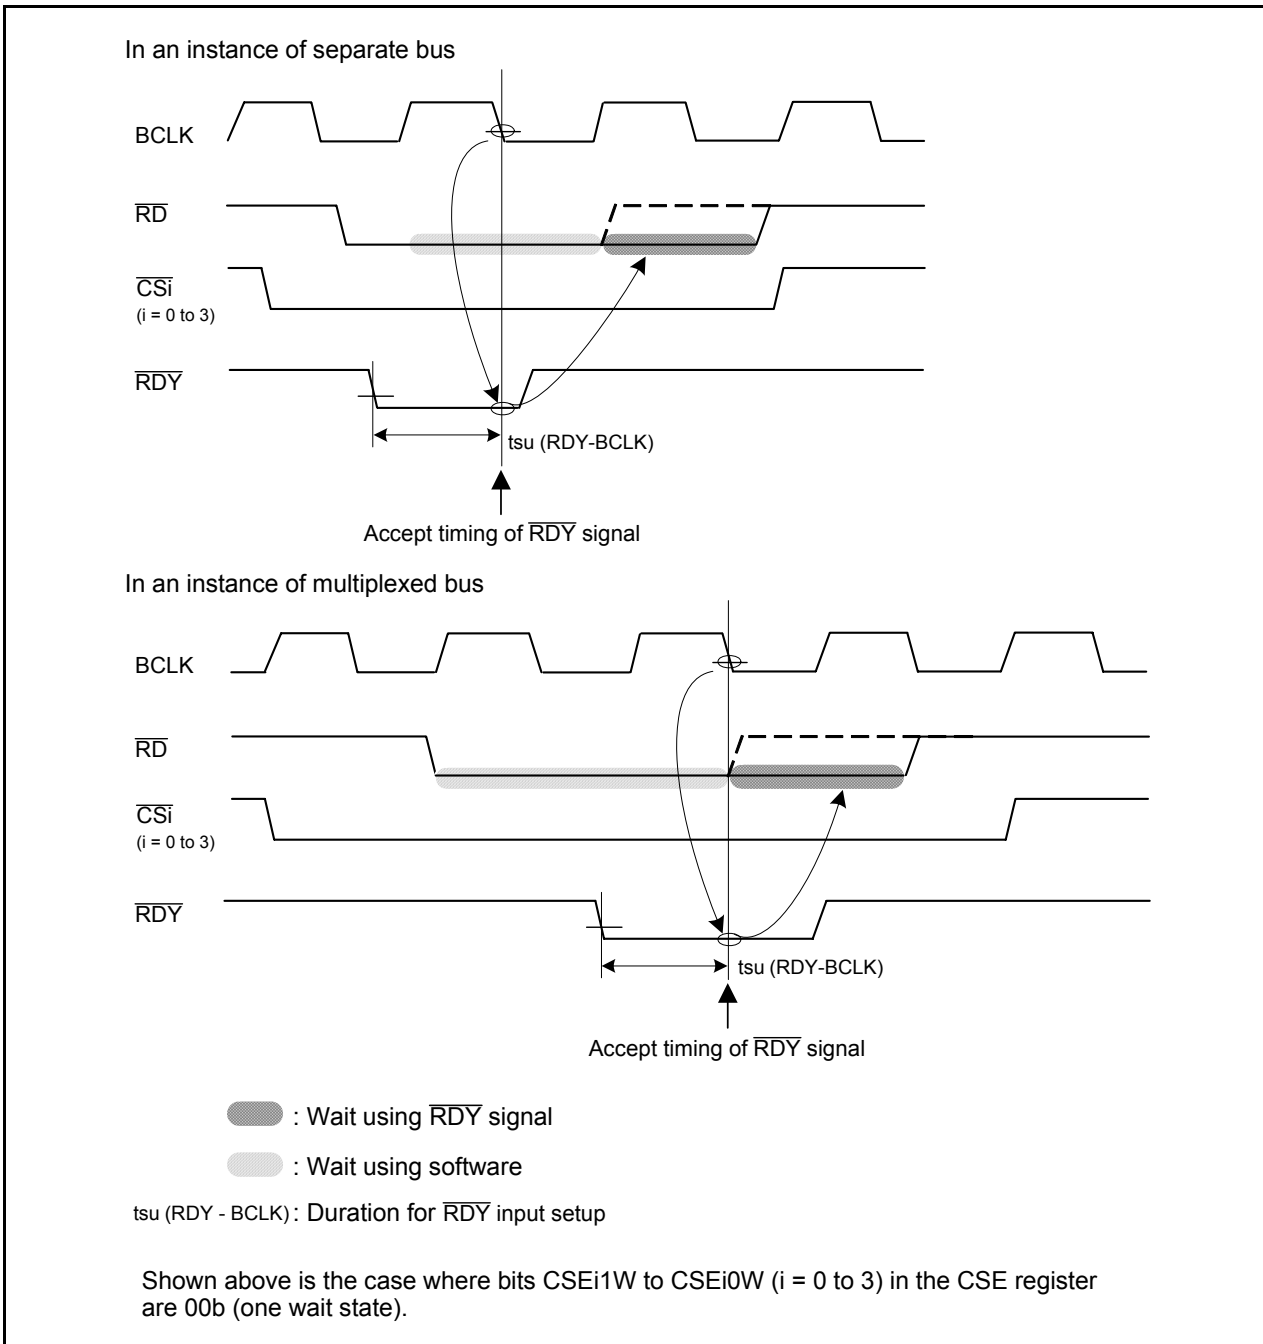 In an instance of separate bus
BCLK
RD
CSi
(i = 0 to 3)
RDY
tsu (RDY-BCLK)
Accept timing of RDY signal
In an instance of multiplexed bus
BCLK
RD
CSi
(i = 0 to 3)
RDY
tsu (RDY-BCLK)
Accept timing of RDY signal
: Wait using RDY signal
: Wait using software
tsu (RDY - BCLK) : Duration for RDY input setup
Shown above is the case where bits CSEi1W to CSEi0W (i = 0 to 3) in the CSE register
are 00b (one wait state).